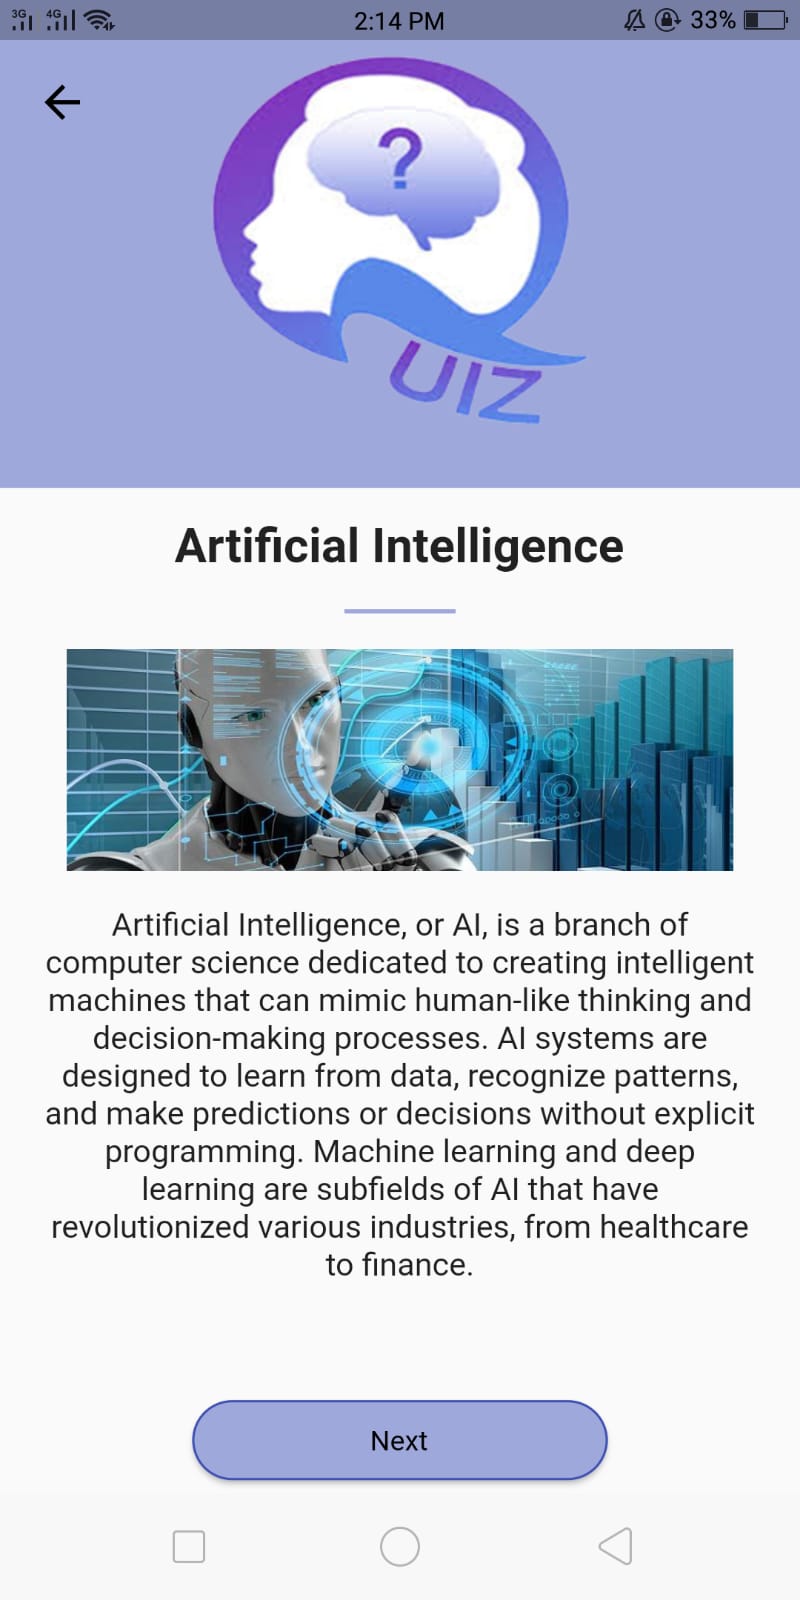 3G 4G 2:14 PM 33%
?
UIZ
Artificial Intelligence
Artificial Intelligence, or AI, is a branch of
computer science dedicated to creating intelligent
machines that can mimic human-like thinking and
decision-making processes. AI systems are
designed to learn from data, recognize patterns,
and make predictions or decisions without explicit
programming. Machine learning and deep
learning are subfields of AI that have
revolutionized various industries, from healthcare
to finance.
Next